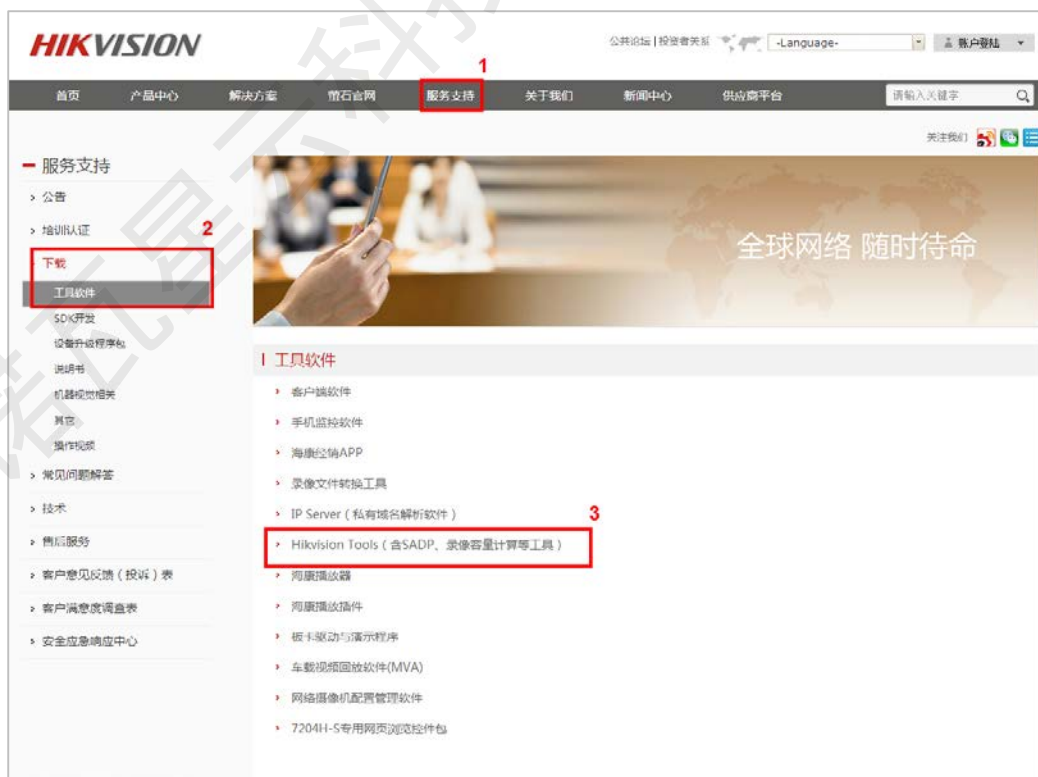 HIKVISION
公共论坛 | 投资者关系 -Language- 账户登陆
1
首页 产品中心 解决方案 萤石官网 服务支持 关于我们 新闻中心 供应商平台 请输入关键字
关注我们
服务支持
公告
培训认证
2
下载
工具软件
SDK开发
设备升级程序包
说明书
机器视觉相关
其它
操作视频
常见问题解答
技术
售后服务
客户意见反馈（投诉）表
客户满意度调查表
安全应急响应中心
全球网络 随时待命
工具软件
客户端软件
手机监控软件
海康经销APP
录像文件转换工具
IP Server（私有域名解析软件）
3
Hikvision Tools（含SADP、录像容量计算等工具）
海康播放器
海康播放插件
板卡驱动与演示程序
车载视频回放软件(MVA)
网络摄像机配置管理软件
7204H-S专用网页浏览控件包
诺瓦星云科技